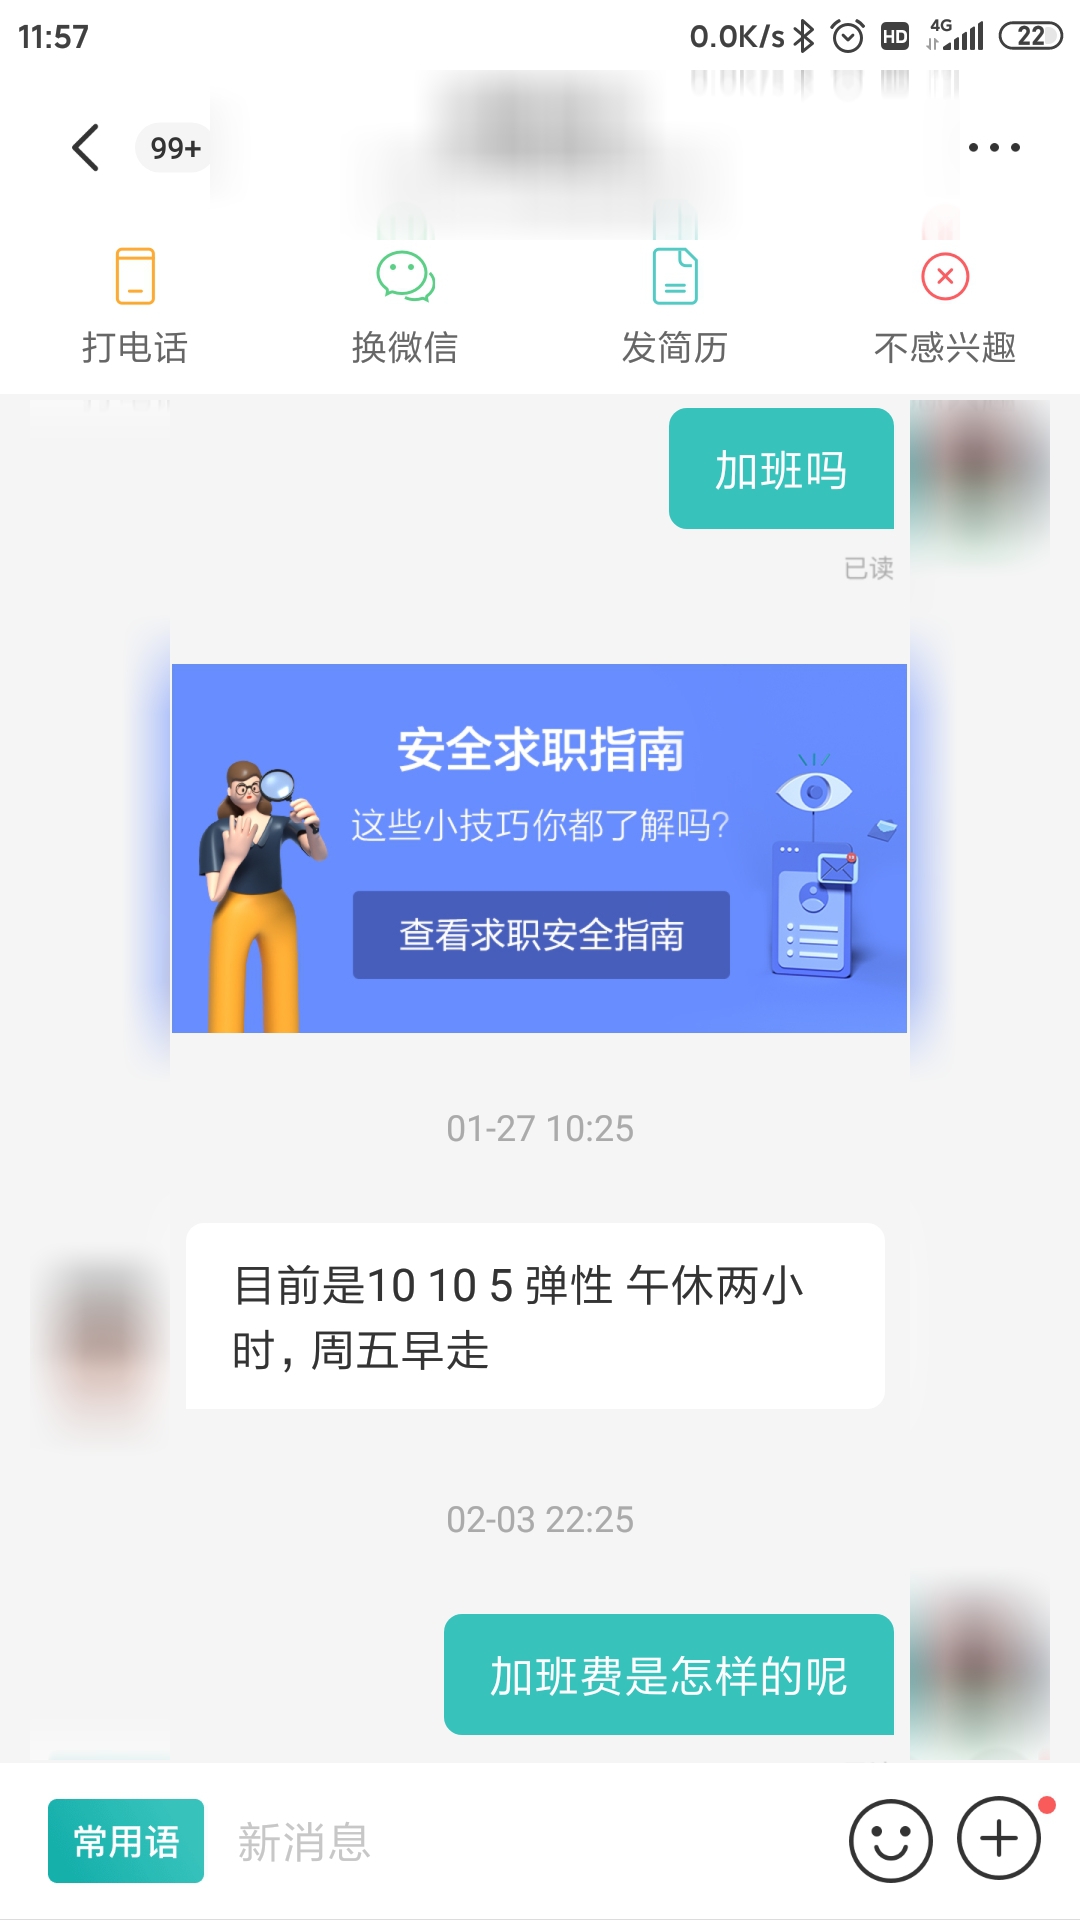 11:57
0.0K/s HD 4G 22
99+
打电话 换微信 发简历 不感兴趣
加班吗
已读
安全求职指南
这些小技巧你都了解吗?
查看求职安全指南
01-27 10:25
目前是10 10 5 弹性 午休两小
时，周五早走
02-03 22:25
加班费是怎样的呢
常用语 新消息